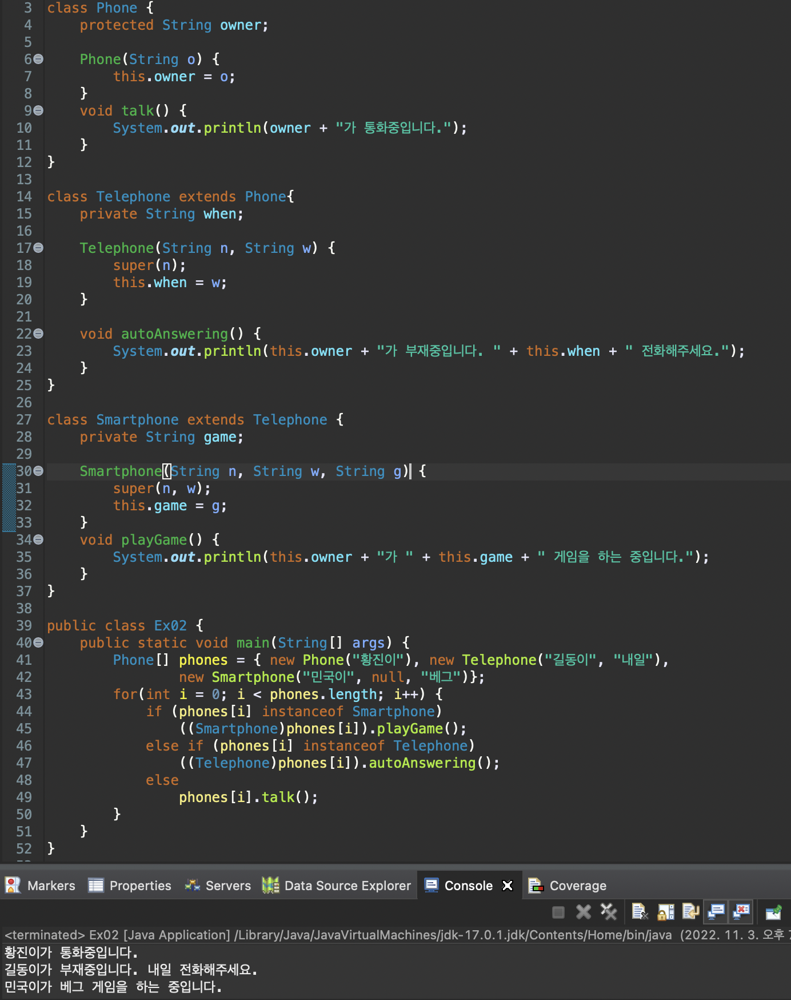 3 class Phone {
4     protected String owner;
5
6     Phone(String o) {
7         this.owner = o;
8     }
9     void talk() {
10         System.out.println(owner + "가 통화중입니다.");
11     }
12 }
13
14 class Telephone extends Phone{
15     private String when;
16
17     Telephone(String n, String w) {
18         super(n);
19         this.when = w;
20     }
21
22     void autoAnswering() {
23         System.out.println(this.owner + "가 부재중입니다. " + this.when + " 전화해주세요.");
24     }
25 }
26
27 class Smartphone extends Telephone {
28     private String game;
29
30     Smartphone(String n, String w, String g) {
31         super(n, w);
32         this.game = g;
33     }
34     void playGame() {
35         System.out.println(this.owner + "가 " + this.game + " 게임을 하는 중입니다.");
36     }
37 }
38
39 public class Ex02 {
40     public static void main(String[] args) {
41         Phone[] phones = { new Phone("황진이"), new Telephone("길동이", "내일"),
42                 new Smartphone("민국이", null, "베그")};
43         for(int i = 0; i < phones.length; i++) {
44             if (phones[i] instanceof Smartphone)
45                 ((Smartphone)phones[i]).playGame();
46             else if (phones[i] instanceof Telephone)
47                 ((Telephone)phones[i]).autoAnswering();
48             else
49                 phones[i].talk();
50         }
51     }
52 }
Markers Properties Servers Data Source Explorer Console Coverage
<terminated> Ex02 [Java Application] /Library/Java/JavaVirtualMachines/jdk-17.0.1.jdk/Contents/Home/bin/java (2022. 11. 3. 오후
황진이가 통화중입니다.
길동이가 부재중입니다. 내일 전화해주세요.
민국이가 베그 게임을 하는 중입니다.